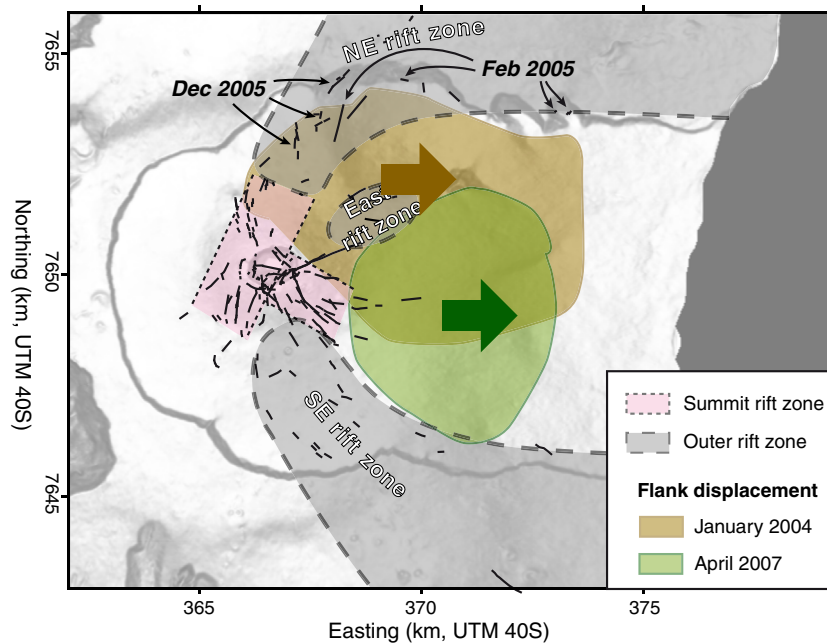 7655
7650
7645
Northing (km, UTM 40S)
NE rift zone
Dec 2005
Feb 2005
East
rift zone
SE rift zone
Summit rift zone
Outer rift zone
Flank displacement
January 2004
April 2007
365
370
375
Easting (km, UTM 40S)